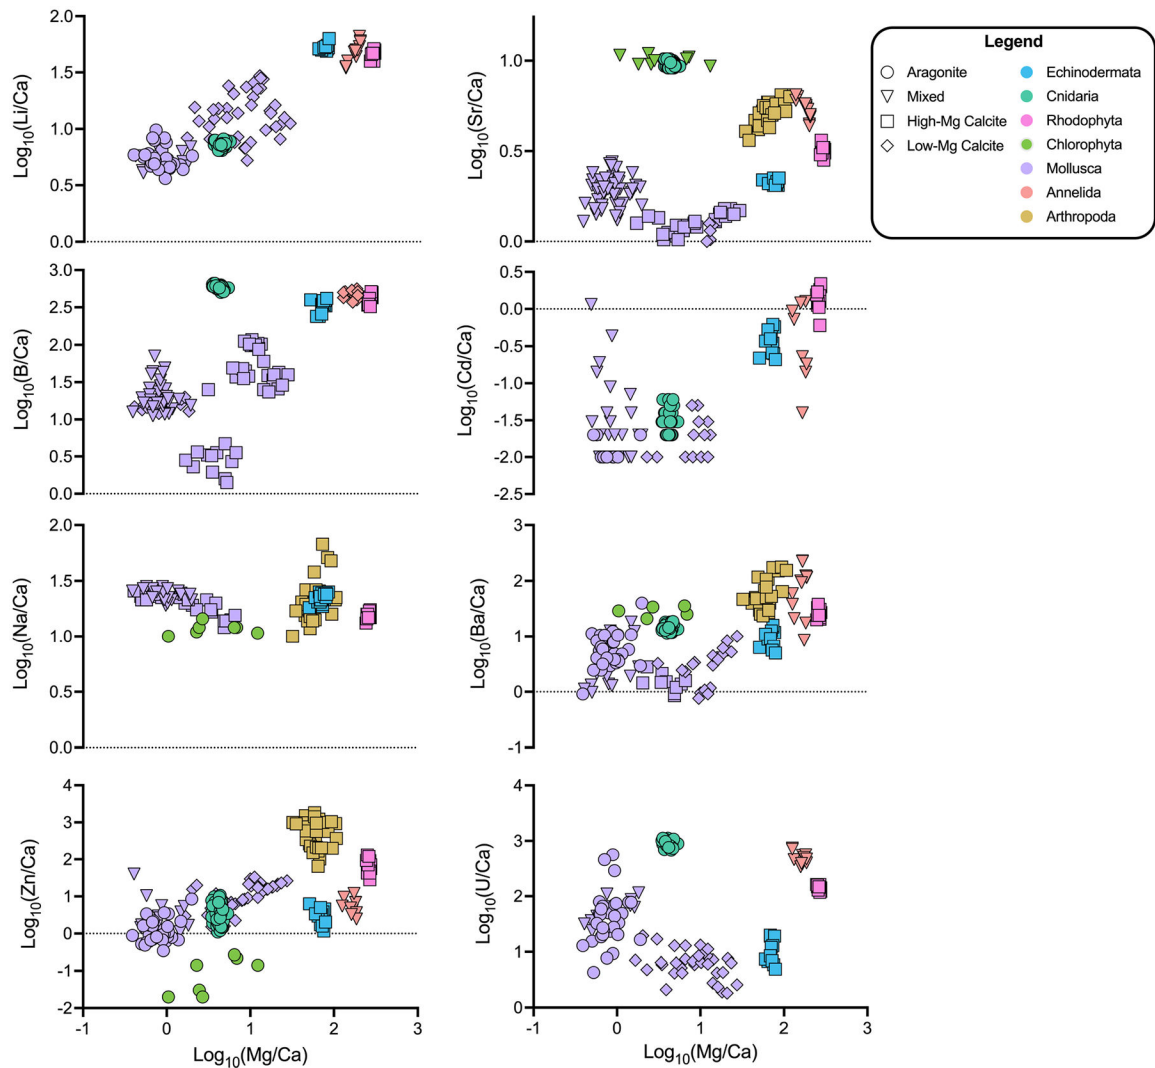 Log10(Li/Ca)
2.0
1.5
1.0
0.5
0.0
Log10(Sr/Ca)
1.0
0.5
0.0
Legend
Aragonite
Mixed
High-Mg Calcite
Low-Mg Calcite
Echinodermata
Cnidaria
Rhodophyta
Chlorophyta
Mollusca
Annelida
Arthropoda
Log10(B/Ca)
3.0
2.5
2.0
1.5
1.0
0.5
0.0
Log10(Cd/Ca)
0.5
0.0
-0.5
-1.0
-1.5
-2.0
-2.5
Log10(Na/Ca)
2.0
1.5
1.0
0.5
0.0
Log10(Ba/Ca)
3
2
1
0
-1
Log10(Zn/Ca)
4
3
2
1
0
-1
-2
-1 0 1 2 3
Log10(Mg/Ca)
Log10(U/Ca)
4
3
2
1
0
-1 0 1 2 3
Log10(Mg/Ca)